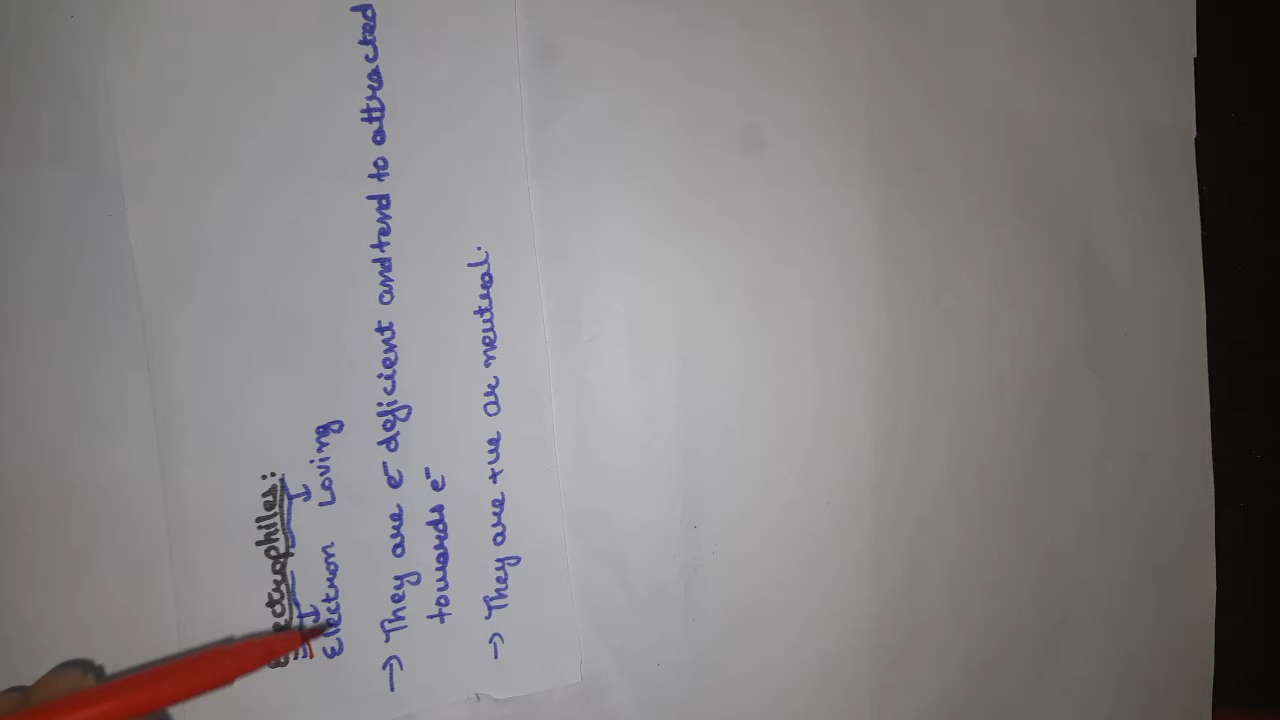 Electrophiles:
Electron Loving
→ They are e⁻ deficient and tend to attracted
towards e⁻
→ They are +ve or neutral.